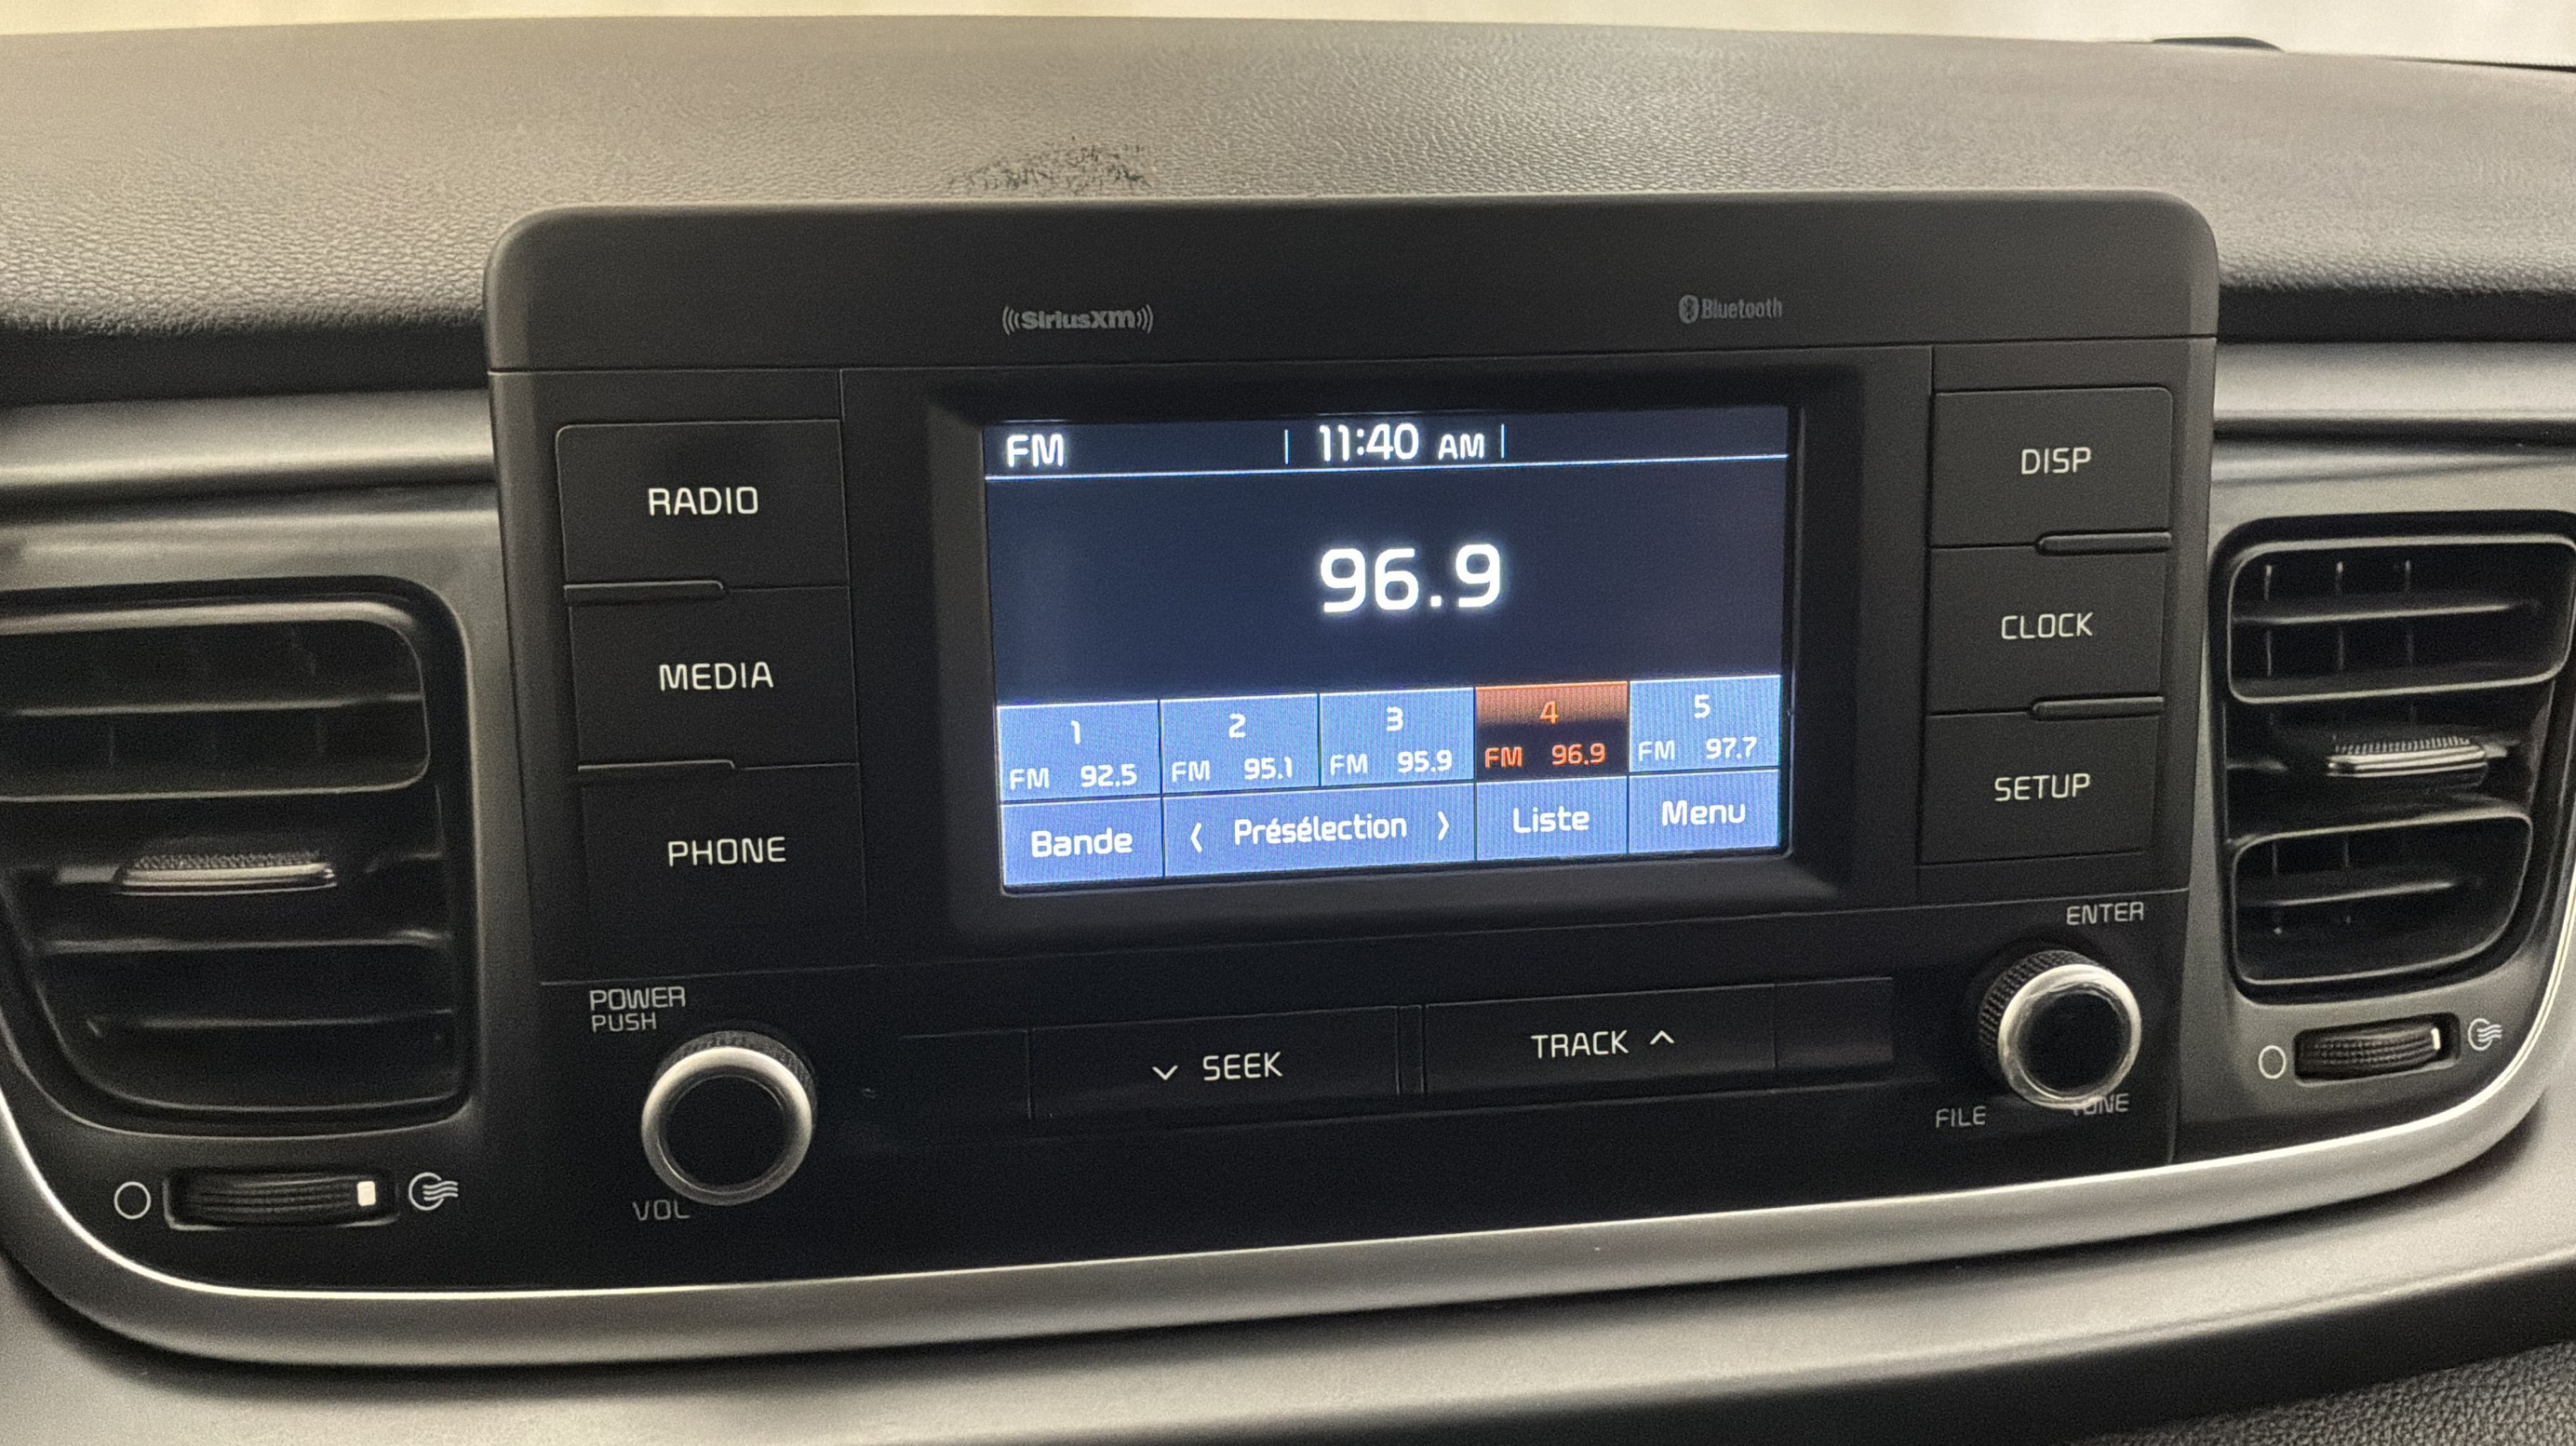 SiriusXM
Bluetooth
RADIO
MEDIA
PHONE
FM 11:40 AM
96.9
1 2 3 4 5
FM 92.5 FM 95.1 FM 95.9 FM 96.9 FM 97.7
Bande ⟨ Présélection ⟩ Liste Menu
DISP
CLOCK
SETUP
POWER
PUSH
VOL
SEEK
TRACK
ENTER
FILE
TUNE